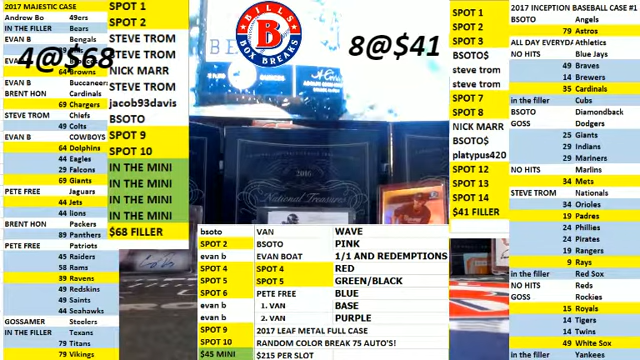 2017 MAJESTIC CASE
Andrew Bo 49ers
IN THE FILLER Bears
EVAN B Bengals
EVAN B
64 Browns
EVAN B Buccaneers
BRENT HON Cardinals
69 Chargers
STEVE TROM Chiefs
49 Colts
EVAN B COWBOYS
64 Dolphins
44 Eagles
29 Falcons
69 Giants
PETE FREE Jaguars
44 Jets
44 lions
BRENT HON Packers
89 Panthers
PETE FREE Patriots
45 Raiders
58 Rams
39 Ravens
49 Redskins
49 Saints
44 Seahawks
GOSSAMER Steelers
IN THE FILLER Texans
79 Titans
79 Vikings
4@$68
SPOT 1
SPOT 2
STEVE TROM
STEVE TROM
NICK MARR
STEVE TROM
jacob93davis
BSOTO
SPOT 9
SPOT 10
IN THE MINI
IN THE MINI
IN THE MINI
IN THE MINI
$68 FILLER
BILLS
B
BOX BREAKS
8@$41
2016
National Treasures
bsoto VAN WAVE
SPOT 2 BSOTO PINK
evan b EVAN BOAT 1/1 AND REDEMPTIONS
SPOT 4 SPOT 4 RED
SPOT 5 SPOT 5 GREEN/BLACK
SPOT 6 PETE FREE BLUE
evan b 1. VAN BASE
evan b 2. VAN PURPLE
SPOT 9 2017 LEAF METAL FULL CASE
SPOT 10 RANDOM COLOR BREAK 75 AUTO'S!
$45 MINI $215 PER SLOT
SPOT 1
SPOT 2
SPOT 3
BSOTO$
steve trom
steve trom
SPOT 7
SPOT 8
NICK MARR
BSOTO$
platypus420
SPOT 12
SPOT 13
SPOT 14
$41 FILLER
2017 INCEPTION BASEBALL CASE #1
BSOTO Angels
79 Astros
ALL DAY EVERYDA Athletics
NO HITS Blue Jays
49 Braves
14 Brewers
35 Cardinals
in the filler Cubs
BSOTO Diamondback
GOSS Dodgers
25 Giants
29 Indians
29 Mariners
NO HITS Marlins
34 Mets
STEVE TROM Nationals
34 Orioles
19 Padres
24 Phillies
24 Pirates
19 Rangers
9 Rays
in the filler Red Sox
NO HITS Reds
GOSS Rockies
15 Royals
14 Tigers
14 Twins
49 White Sox
in the filler Yankees